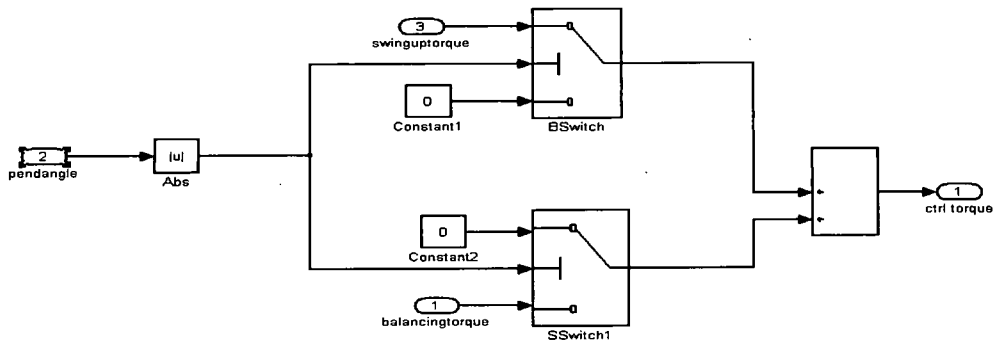 3
swinguptorque
0
Constant1
BSwitch
2
pendangle
|u|
Abs
1
ctrl torque
0
Constant2
1
balancingtorque
SSwitch1